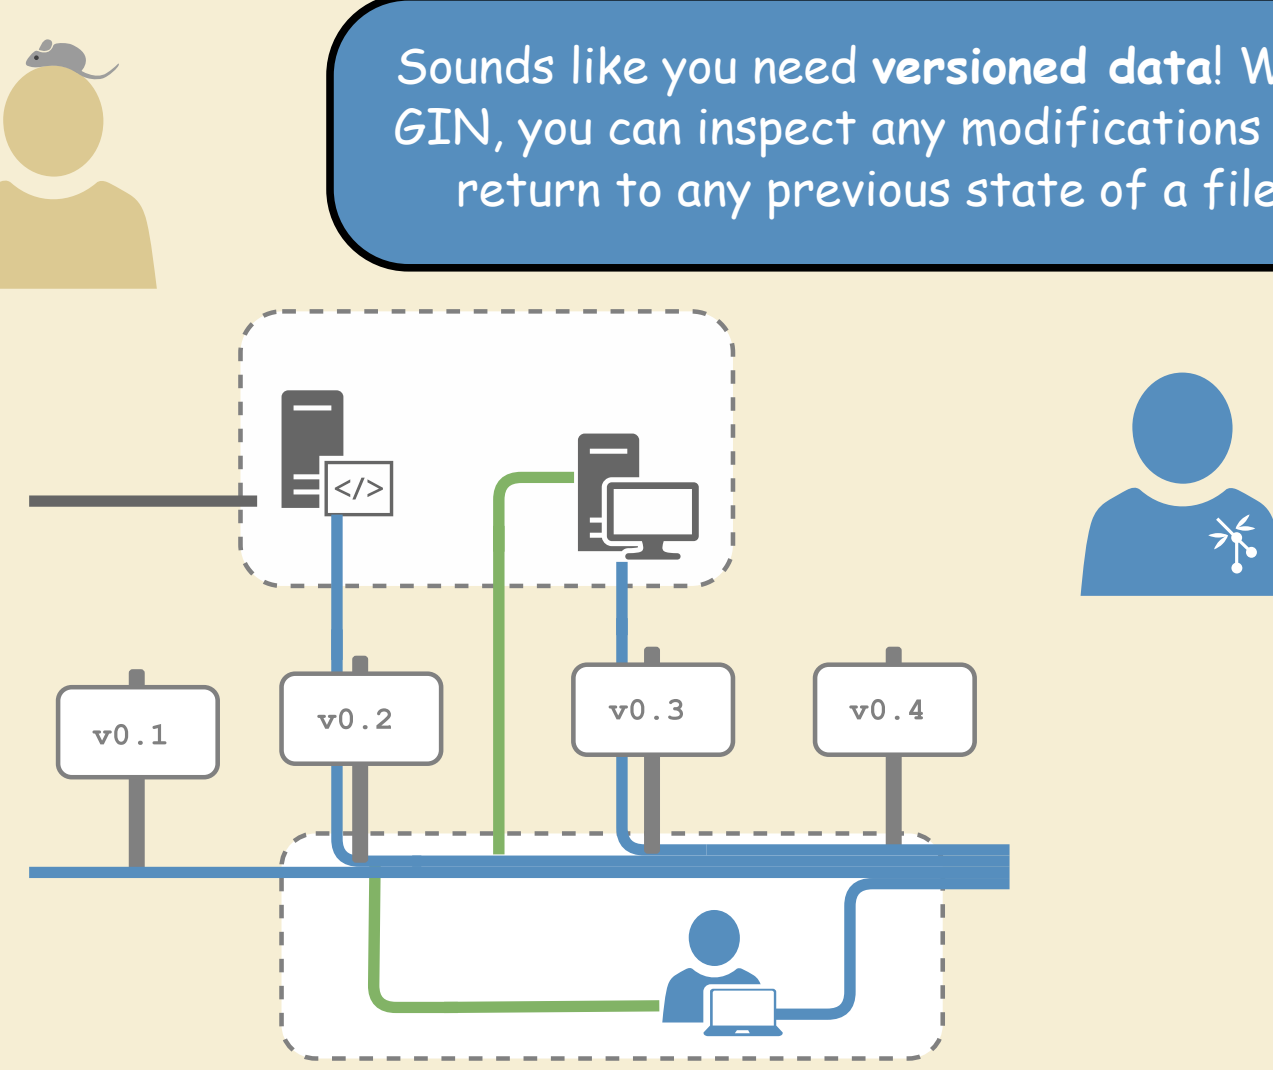 Sounds like you need versioned data!
GIN, you can inspect any modifications
return to any previous state of a file
</>
v0.1
v0.2
v0.3
v0.4